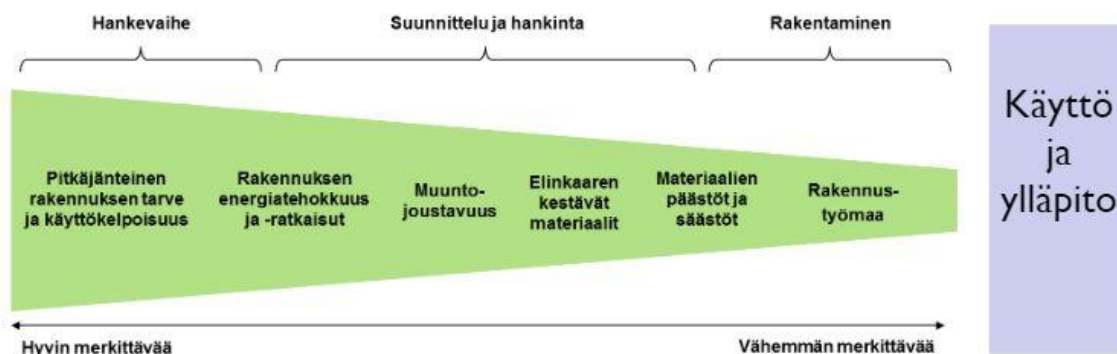 Hankevaihe
Suunnittelu ja hankinta
Rakentaminen
Pitkäjänteinen
rakennuksen tarve
ja käyttökelpoisuus
Rakennuksen
energiatehokkuus
ja -ratkaisut
Muunto-
joustavuus
Elinkaaren
kestävät
materiaalit
Materiaalien
päästöt ja
säästöt
Rakennus-
työmaa
Käyttö
ja
ylläpito
Hyvin merkittävää
Vähemmän merkittävää